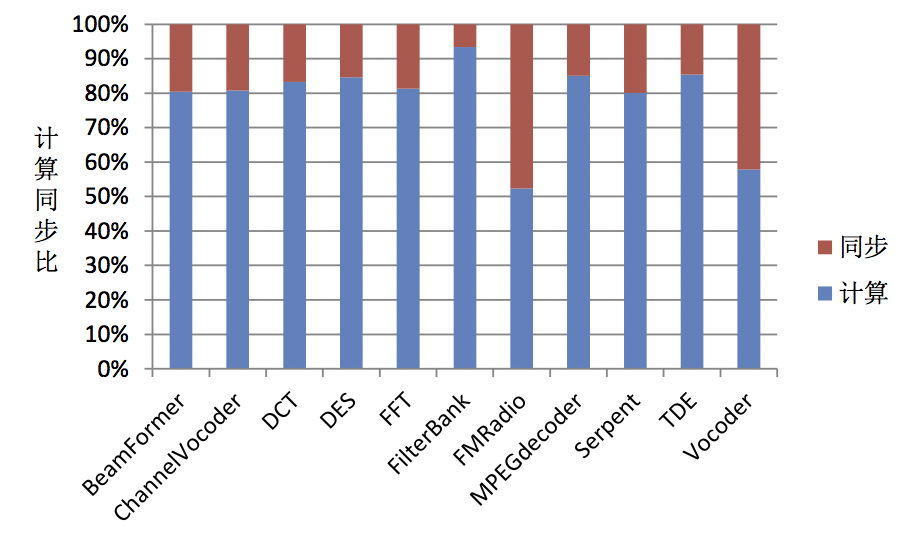 100%
90%
80%
70%
60%
50%
40%
30%
20%
10%
0%
计算同步比
BeamFormer
ChannelVocoder
DCT
DES
FFT
FilterBank
FMRadio
MPEGdecoder
Serpent
TDE
Vocoder
同步
计算